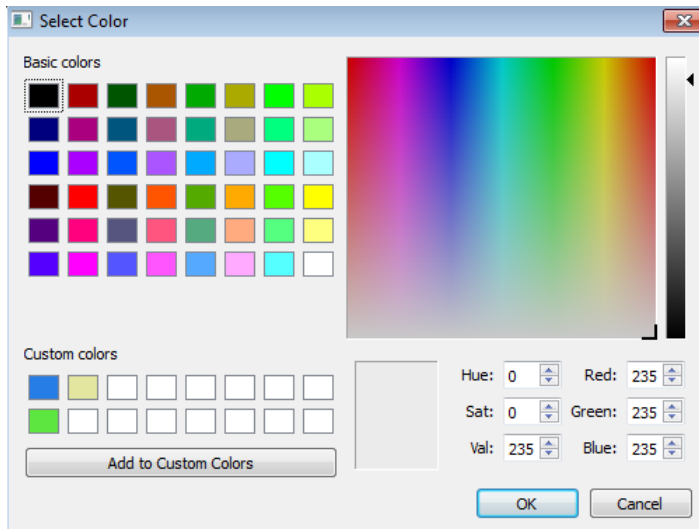 Select Color
Basic colors
Custom colors
Add to Custom Colors
Hue: 0 Red: 235
Sat: 0 Green: 235
Val: 235 Blue: 235
OK Cancel